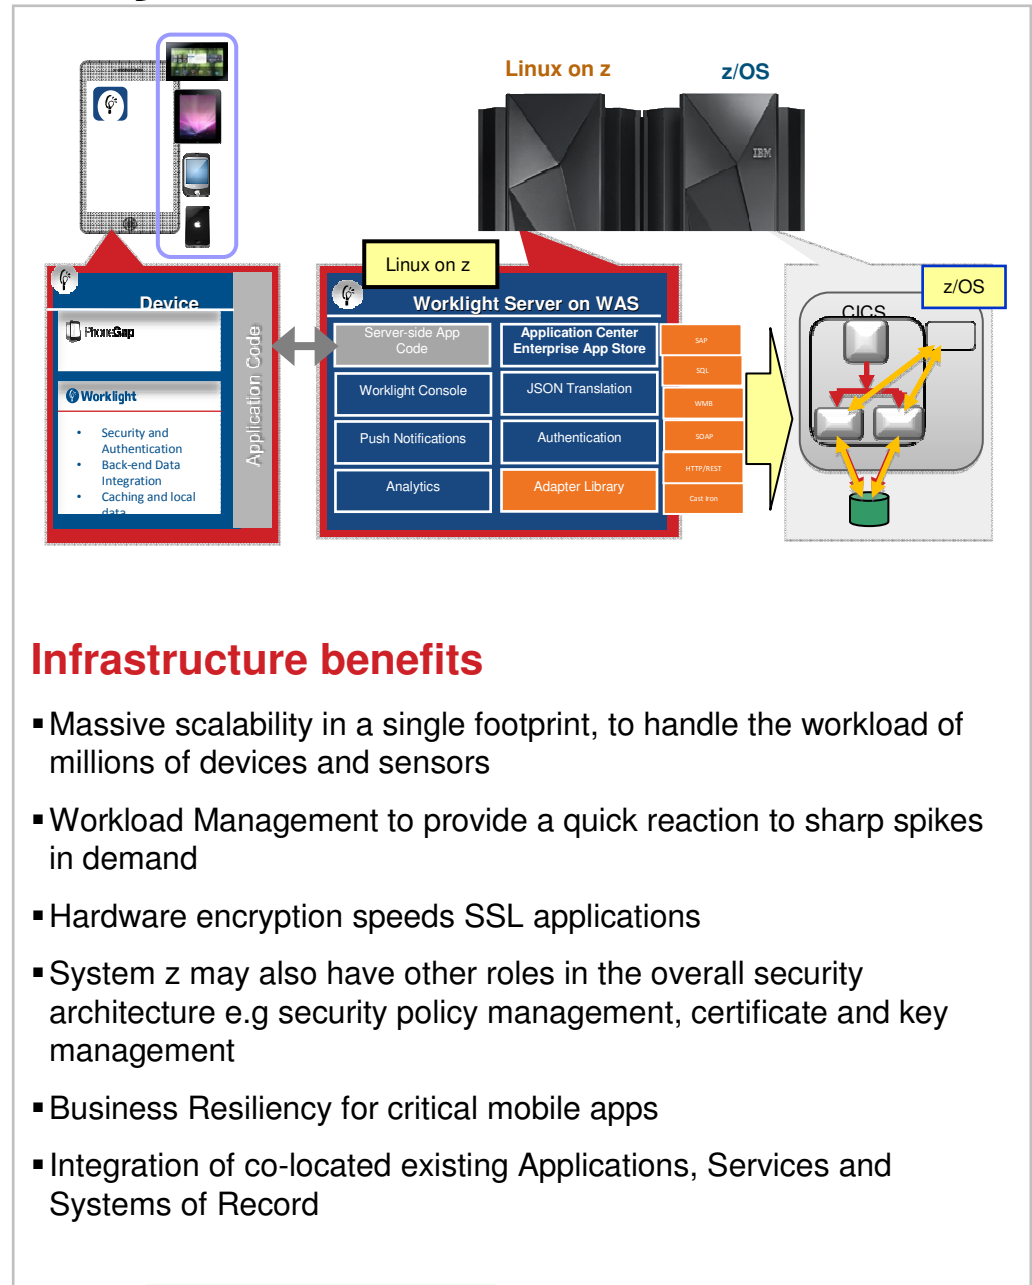 Linux on z
z/OS
IBM
Linux on z
z/OS
Device
PhoneGap
Worklight
• Security and
Authentication
• Back-end Data
Integration
• Caching and local
data
Application Code
Worklight Server on WAS
Server-side App
Code
Application Center
Enterprise App Store
Worklight Console
JSON Translation
Push Notifications
Authentication
Analytics
Adapter Library
SAP
SQL
WMB
SOAP
HTTP/REST
Cast Iron
CICS
Infrastructure benefits
▪ Massive scalability in a single footprint, to handle the workload of
millions of devices and sensors
▪ Workload Management to provide a quick reaction to sharp spikes
in demand
▪ Hardware encryption speeds SSL applications
▪ System z may also have other roles in the overall security
architecture e.g security policy management, certificate and key
management
▪ Business Resiliency for critical mobile apps
▪ Integration of co-located existing Applications, Services and
Systems of Record